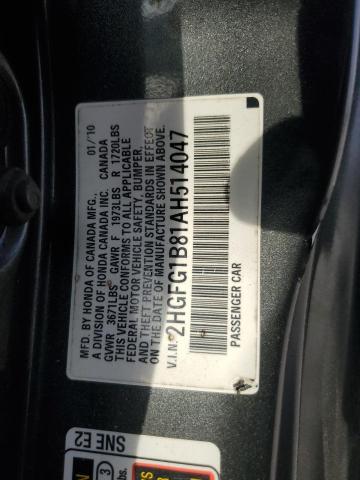 MFD. BY HONDA OF CANADA MFG., 01/'10
A DIVISION OF HONDA CANADA INC. CANADA
GVWR 3671LBS GAWR F 1973LBS R 1720LBS
THIS VEHICLE CONFORMS TO ALL APPLICABLE
FEDERAL MOTOR VEHICLE SAFETY, BUMPER,
AND THEFT PREVENTION STANDARDS IN EFFECT
ON THE DATE OF MANUFACTURE SHOWN ABOVE.
V.I.N. 2HGFG1B81AH514047
PASSENGER CAR
SNE E2
3
lbs.